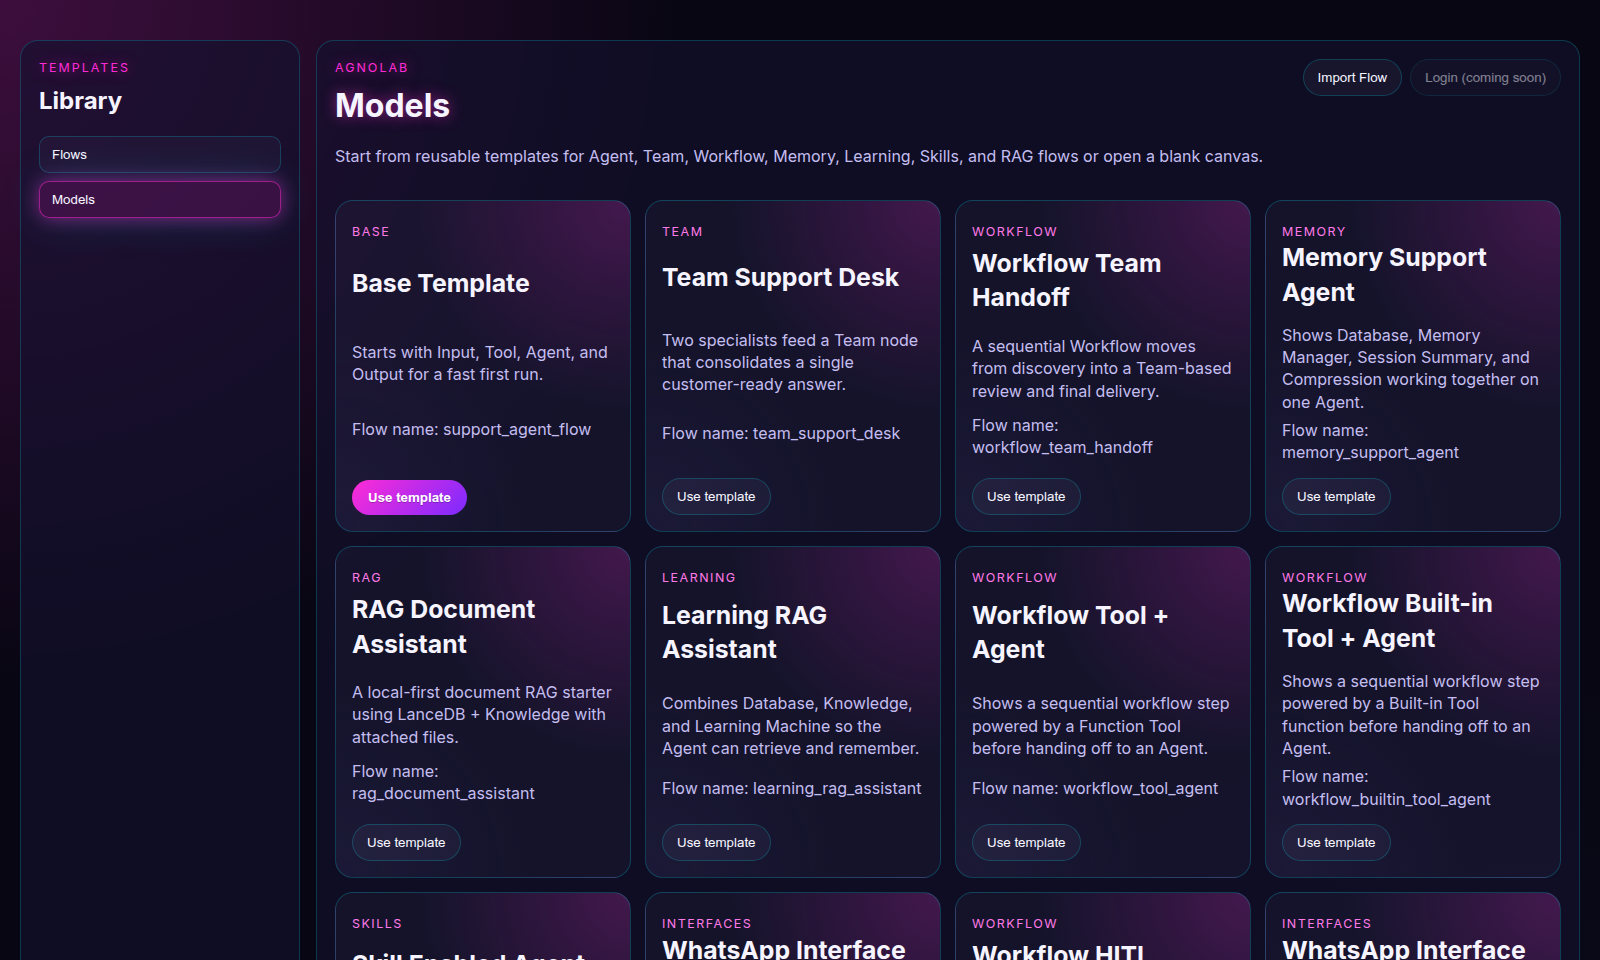 TEMPLATES
Library
Flows
Models
AGNOLAB
Models
Start from reusable templates for Agent, Team, Workflow, Memory, Learning, Skills, and RAG flows or open a blank canvas.
Import Flow
Login (coming soon)
BASE
Base Template
Starts with Input, Tool, Agent, and
Output for a fast first run.
Flow name: support_agent_flow
Use template
TEAM
Team Support Desk
Two specialists feed a Team node
that consolidates a single
customer-ready answer.
Flow name: team_support_desk
Use template
WORKFLOW
Workflow Team
Handoff
A sequential Workflow moves
from discovery into a Team-based
review and final delivery.
Flow name:
workflow_team_handoff
Use template
MEMORY
Memory Support
Agent
Shows Database, Memory
Manager, Session Summary, and
Compression working together on
one Agent.
Flow name:
memory_support_agent
Use template
RAG
RAG Document
Assistant
A local-first document RAG starter
using LanceDB + Knowledge with
attached files.
Flow name:
rag_document_assistant
Use template
LEARNING
Learning RAG
Assistant
Combines Database, Knowledge,
and Learning Machine so the
Agent can retrieve and remember.
Flow name: learning_rag_assistant
Use template
WORKFLOW
Workflow Tool +
Agent
Shows a sequential workflow step
powered by a Function Tool
before handing off to an Agent.
Flow name: workflow_tool_agent
Use template
WORKFLOW
Workflow Built-in
Tool + Agent
Shows a sequential workflow step
powered by a Built-in Tool
function before handing off to an
Agent.
Flow name:
workflow_builtin_tool_agent
Use template
SKILLS
Skill Enabled Agent
INTERFACES
WhatsApp Interface
WORKFLOW
Workflow HITL
INTERFACES
WhatsApp Interface